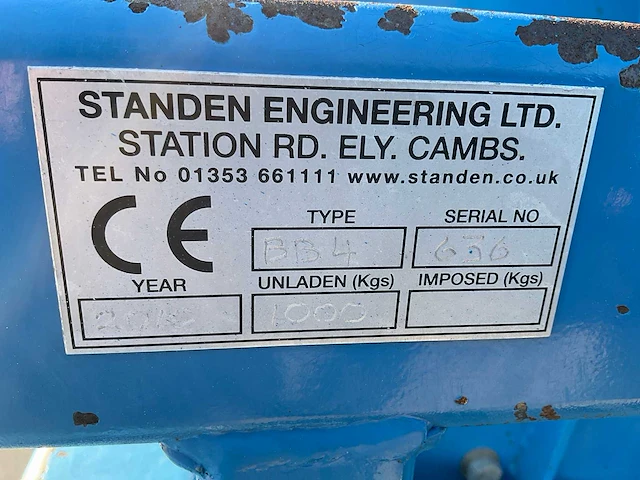 STANDEN ENGINEERING LTD.
STATION RD. ELY. CAMBS.
TEL No 01353 661111 www.standen.co.uk
CE
TYPE SERIAL NO
BB4 656
YEAR UNLADEN (Kgs) IMPOSED (Kgs)
1000